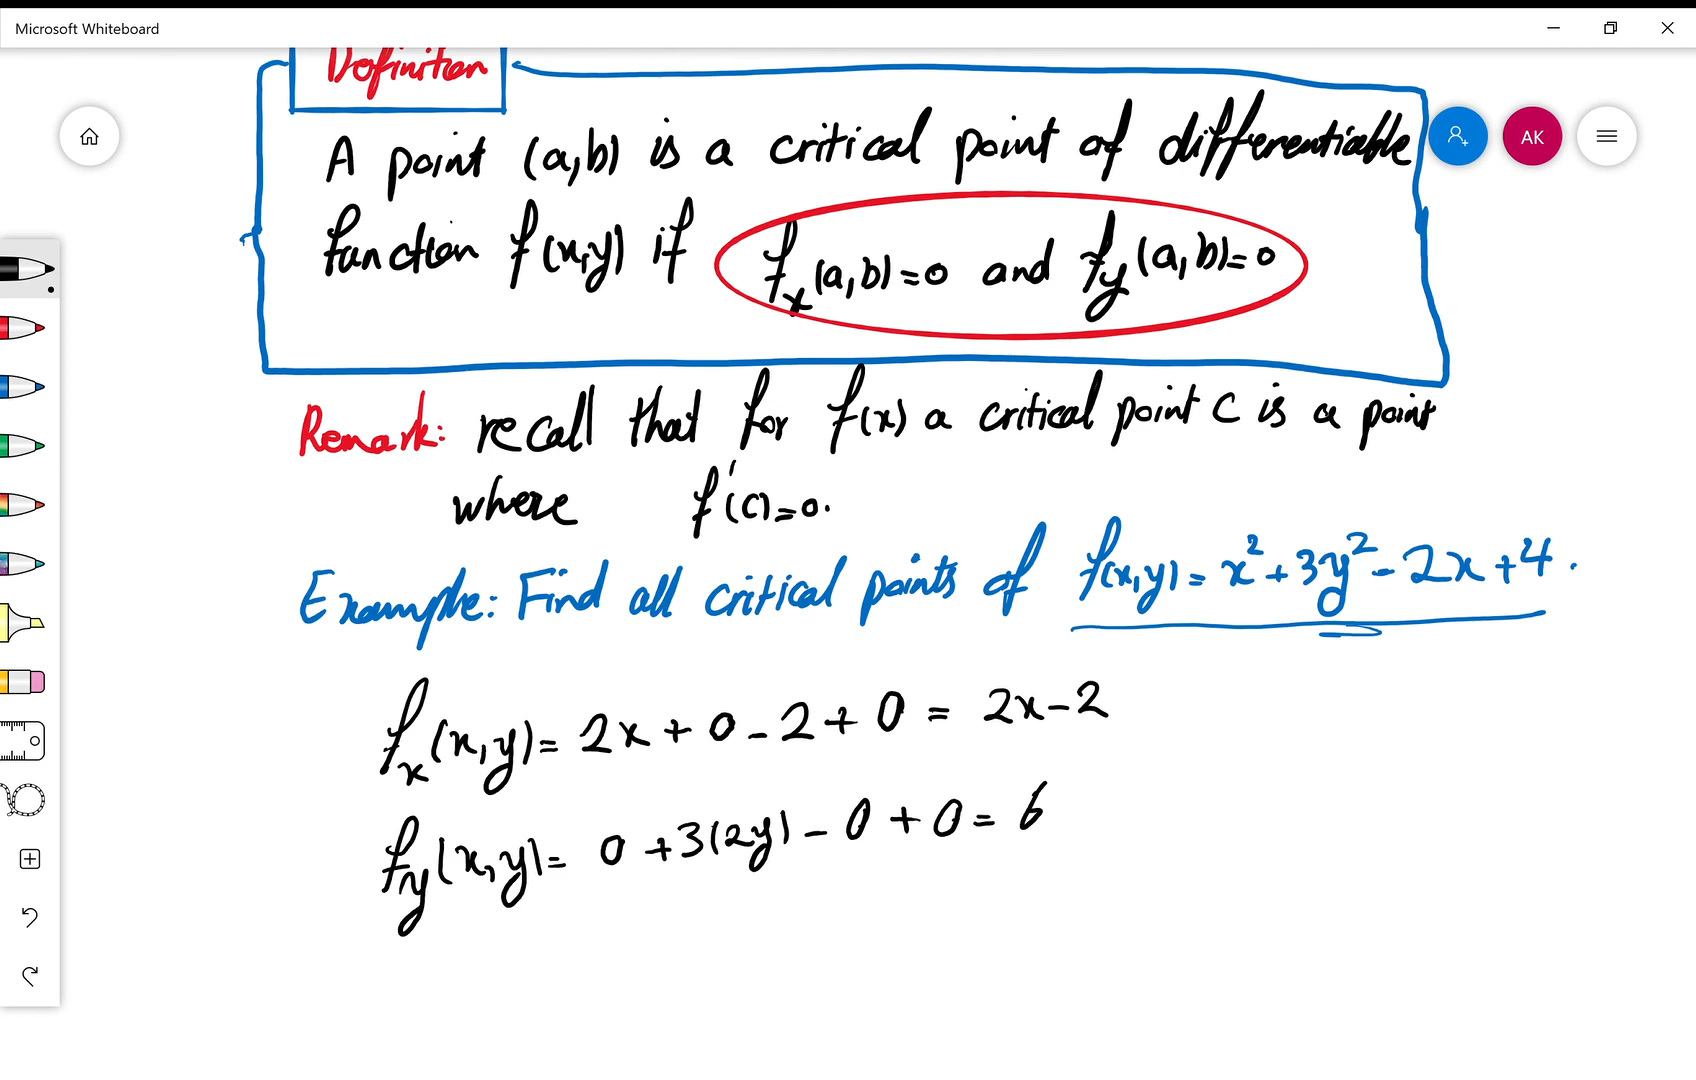 Microsoft Whiteboard
Definition
A point (a,b) is a critical point of differentiable
AK
function f(x,y) if fₓ(a,b)=0 and f_y(a,b)=0
Remark: recall that for f(x) a critical point C is a point
where f'(c)=0.
Example: Find all critical points of f(x,y)= x²+3y²-2x+4.
fₓ(x,y)= 2x+0-2+0 = 2x-2
f_y(x,y)= 0+3(2y)-0+0= 6